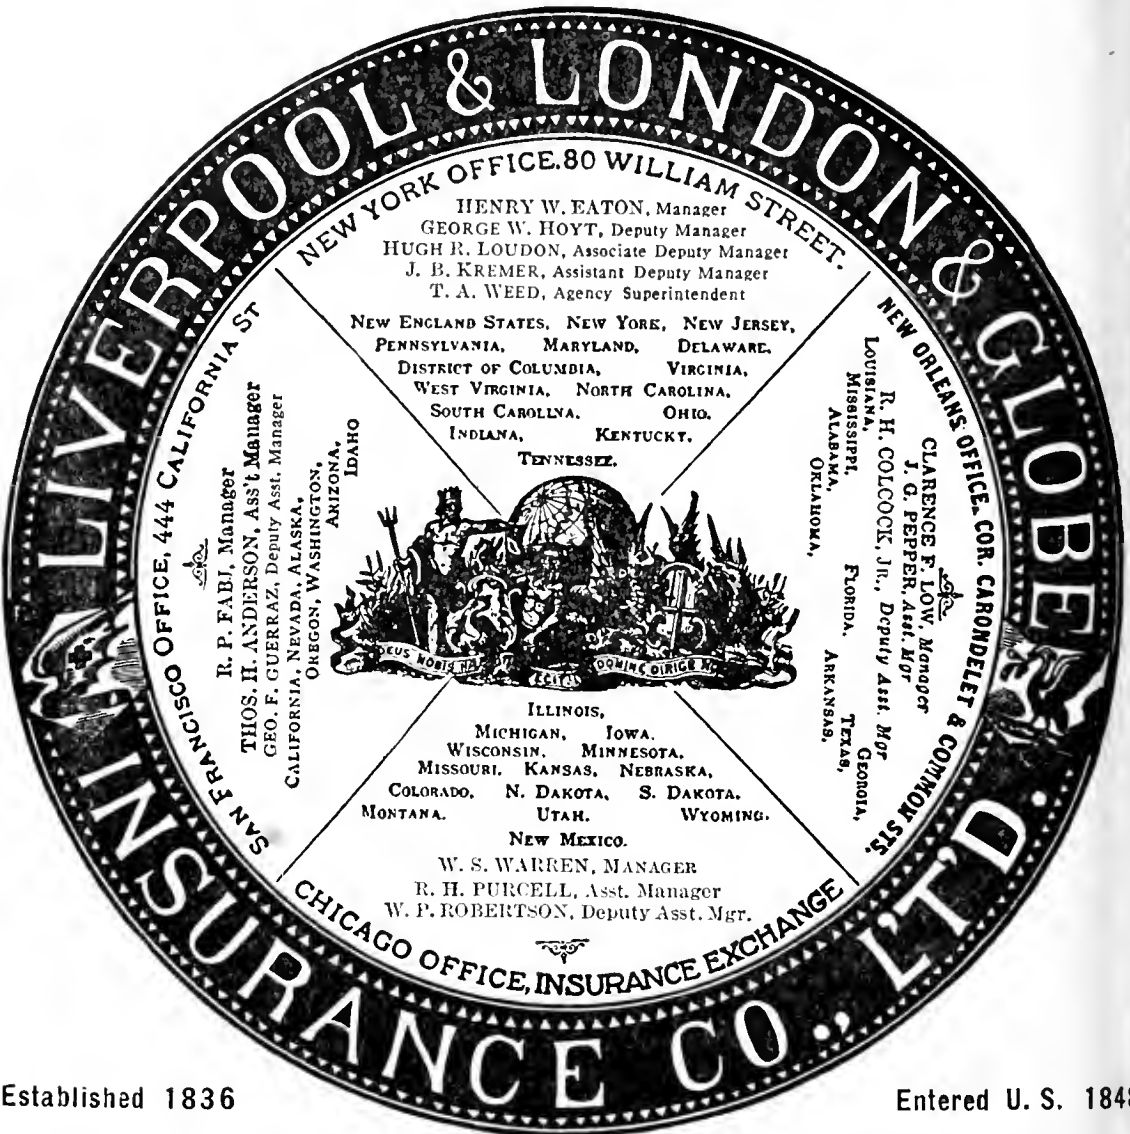 LIVERPOOL & LONDON & GLOBE
INSURANCE CO., L'T'D.
NEW YORK OFFICE. 80 WILLIAM STREET.
HENRY W. EATON, Manager
GEORGE W. HOYT, Deputy Manager
HUGH R. LOUDON, Associate Deputy Manager
J. B. KREMER, Assistant Deputy Manager
T. A. WEED, Agency Superintendent
NEW ENGLAND STATES, NEW YORK, NEW JERSEY,
PENNSYLVANIA, MARYLAND, DELAWARE,
DISTRICT OF COLUMBIA, VIRGINIA,
WEST VIRGINIA, NORTH CAROLINA,
SOUTH CAROLINA. OHIO.
INDIANA, KENTUCKY.
TENNESSEE.
SAN FRANCISCO OFFICE, 444 CALIFORNIA ST
R. P. FABJ, Manager
THOS. H. ANDERSON, Ass't Manager
GEO. F. GUERRAZ, Deputy Asst. Manager
CALIFORNIA, NEVADA, ALASKA,
OREGON, WASHINGTON,
ARIZONA,
IDAHO
NEW ORLEANS OFFICE. COR. CARONDELET & COMMON STS.
CLARENCE F. LOW, Manager
J. G. PEPPER, Asst. Mgr
R. H. COLCOCK, JR., Deputy Asst. Mgr
LOUISIANA, GEORGIA,
MISSISSIPPI, FLORIDA. TEXAS,
ALABAMA, ARKANSAS.
OKLAHOMA,
DEUS NOBIS HÆ
DOMINE DIRIGE N
ILLINOIS,
MICHIGAN, IOWA.
WISCONSIN. MINNESOTA.
MISSOURI. KANSAS. NEBRASKA,
COLORADO. N. DAKOTA, S. DAKOTA.
MONTANA. UTAH. WYOMING.
NEW MEXICO.
W. S. WARREN, MANAGER
R. H. PURCELL, Asst. Manager
W. P. ROBERTSON, Deputy Asst. Mgr.
CHICAGO OFFICE, INSURANCE EXCHANGE
Established 1836
Entered U. S. 1848